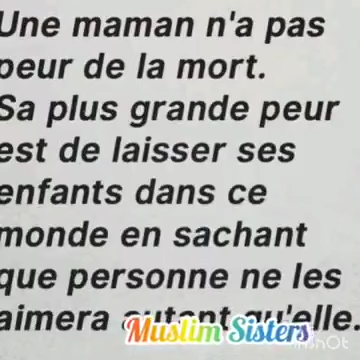 Une maman n'a pas
peur de la mort.
Sa plus grande peur
est de laisser ses
enfants dans ce
monde en sachant
que personne ne les
aimera autant qu'elle.
Muslim Sisters